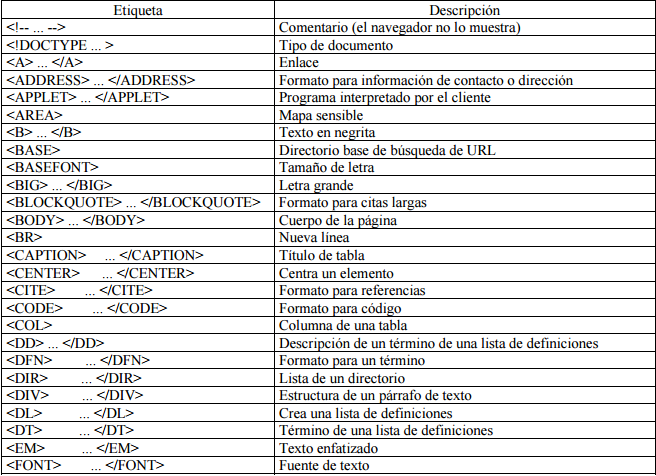 Etiqueta Descripción
<!-- ... --> Comentario (el navegador no lo muestra)
<!DOCTYPE ... > Tipo de documento
<A> ... </A> Enlace
<ADDRESS> ... </ADDRESS> Formato para información de contacto o dirección
<APPLET> ... </APPLET> Programa interpretado por el cliente
<AREA> Mapa sensible
<B> ... </B> Texto en negrita
<BASE> Directorio base de búsqueda de URL
<BASEFONT> Tamaño de letra
<BIG> ... </BIG> Letra grande
<BLOCKQUOTE> ... </BLOCKQUOTE> Formato para citas largas
<BODY> ... </BODY> Cuerpo de la página
<BR> Nueva línea
<CAPTION> ... </CAPTION> Título de tabla
<CENTER> ... </CENTER> Centra un elemento
<CITE> ... </CITE> Formato para referencias
<CODE> ... </CODE> Formato para código
<COL> Columna de una tabla
<DD> ... </DD> Descripción de un término de una lista de definiciones
<DFN> ... </DFN> Formato para un término
<DIR> ... </DIR> Lista de un directorio
<DIV> ... </DIV> Estructura de un párrafo de texto
<DL> ... </DL> Crea una lista de definiciones
<DT> ... </DT> Término de una lista de definiciones
<EM> ... </EM> Texto enfatizado
<FONT> ... </FONT> Fuente de texto